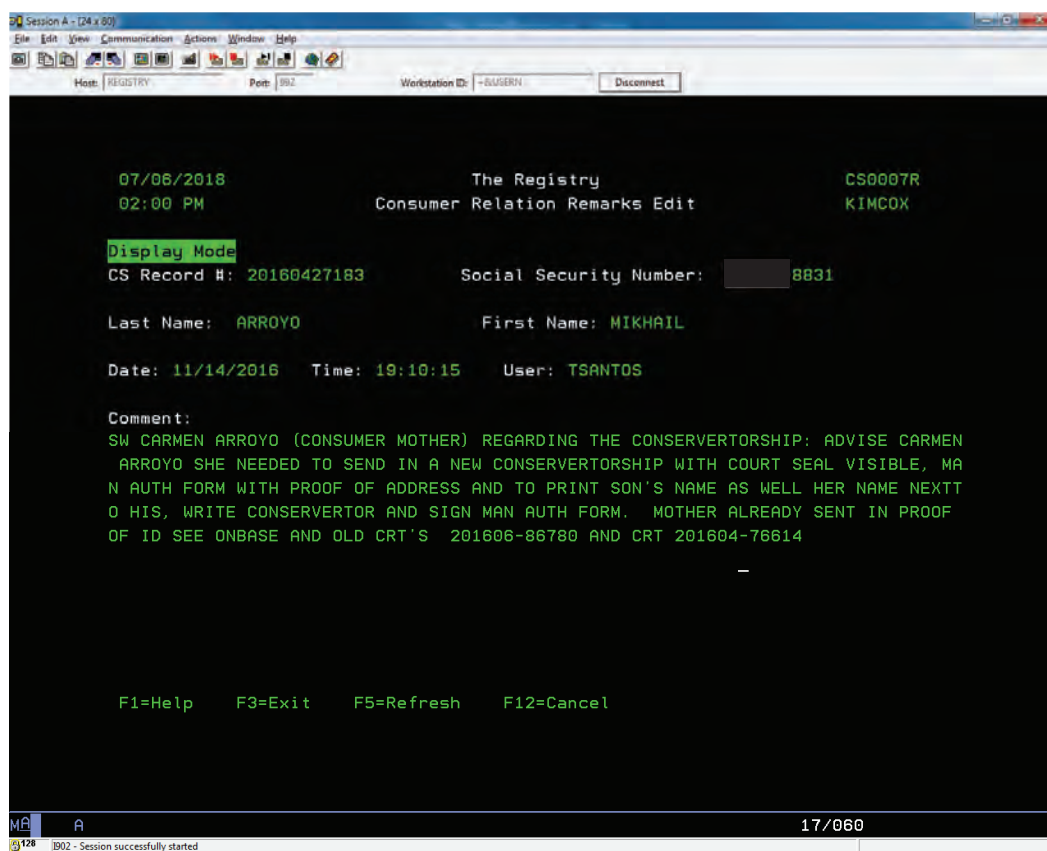 Session A - [24 x 80]
File Edit View Communication Actions Window Help
Host: REGISTRY Port: 992 Workstation ID: Disconnect
07/06/2018 The Registry CS0007R
02:00 PM Consumer Relation Remarks Edit KIMCOX
Display Mode
CS Record #: 20160427183 Social Security Number: 8831
Last Name: ARROYO First Name: MIKHAIL
Date: 11/14/2016 Time: 19:10:15 User: TSANTOS
Comment:
SW CARMEN ARROYO (CONSUMER MOTHER) REGARDING THE CONSERVERTORSHIP: ADVISE CARMEN
ARROYO SHE NEEDED TO SEND IN A NEW CONSERVERTORSHIP WITH COURT SEAL VISIBLE, MA
N AUTH FORM WITH PROOF OF ADDRESS AND TO PRINT SON'S NAME AS WELL HER NAME NEXTT
O HIS, WRITE CONSERVERTOR AND SIGN MAN AUTH FORM. MOTHER ALREADY SENT IN PROOF
OF ID SEE ONBASE AND OLD CRT'S 201606-86780 AND CRT 201604-76614
F1=Help F3=Exit F5=Refresh F12=Cancel
MA A 17/060
128 I902 - Session successfully started